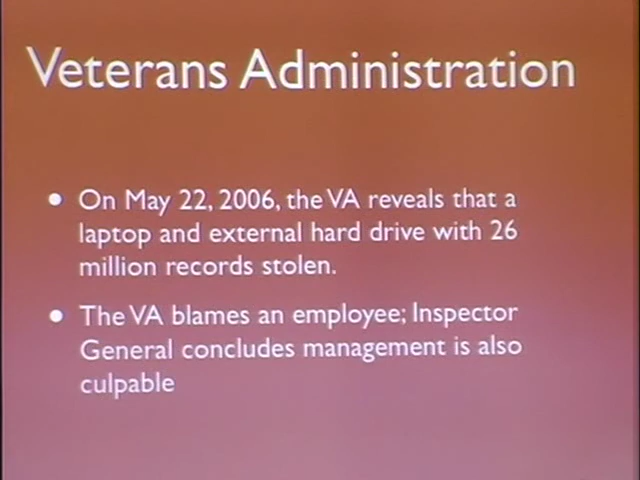 Veterans Administration
• On May 22, 2006, the VA reveals that a
laptop and external hard drive with 26
million records stolen.
• The VA blames an employee; Inspector
General concludes management is also
culpable